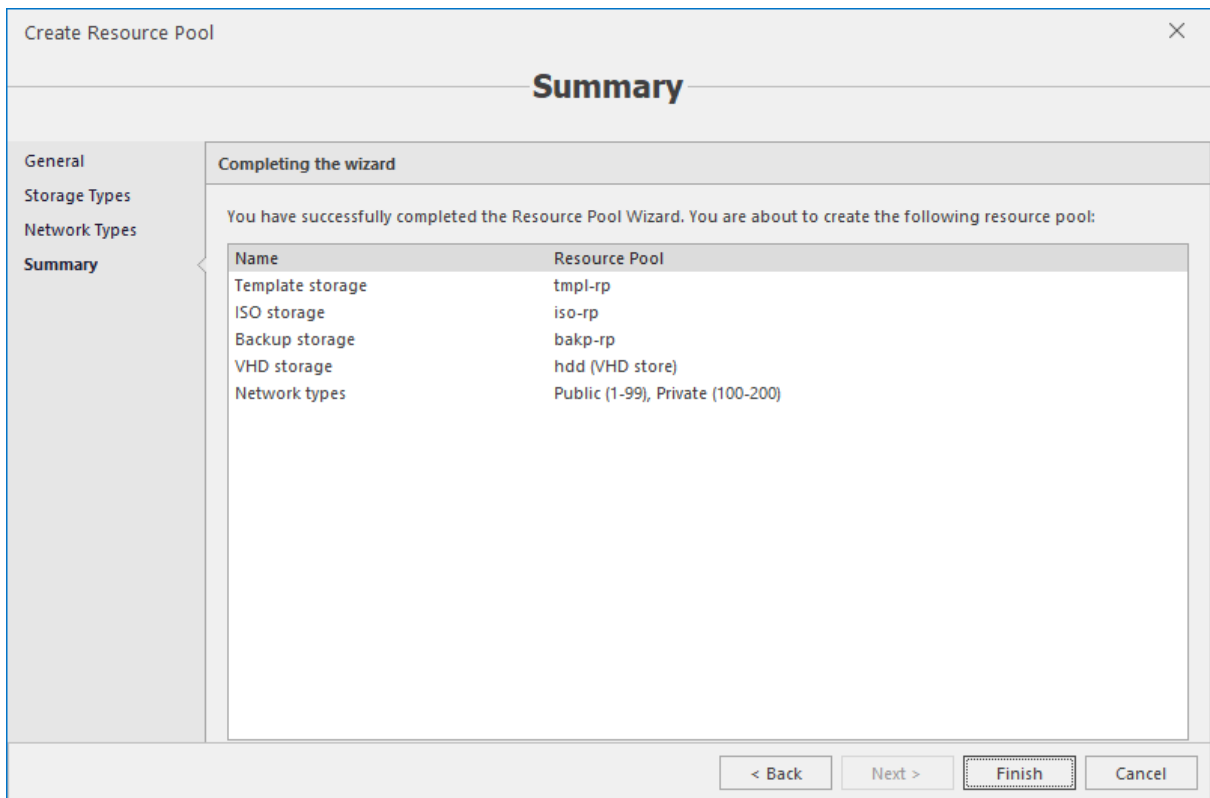 Create Resource Pool
Summary
General
Storage Types
Network Types
Summary
Completing the wizard
You have successfully completed the Resource Pool Wizard. You are about to create the following resource pool:
Name Resource Pool
Template storage tmpl-rp
ISO storage iso-rp
Backup storage bakp-rp
VHD storage hdd (VHD store)
Network types Public (1-99), Private (100-200)
< Back Next > Finish Cancel